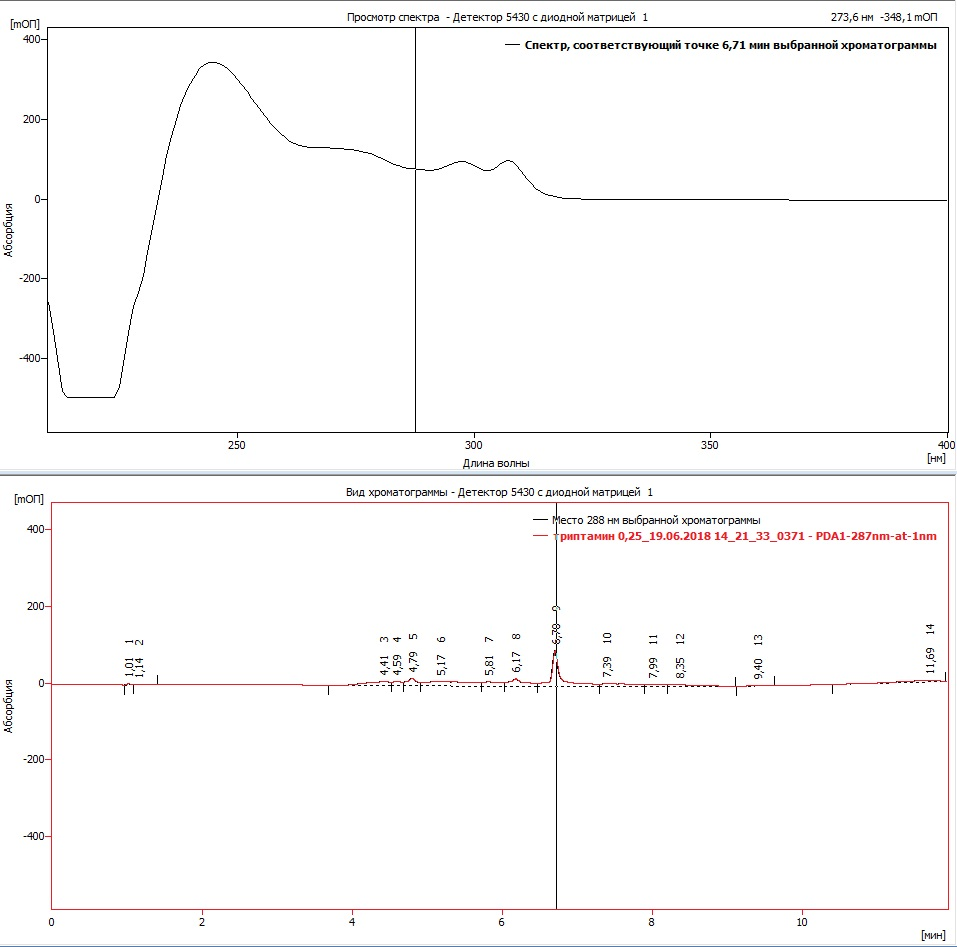 Просмотр спектра - Детектор 5430 с диодной матрицей 1
273,6 нм -348,1 мОП
[мОП]
Спектр, соответствующий точке 6,71 мин выбранной хроматограммы
400
200
0
-200
-400
Абсорбция
250 300 350 400
Длина волны
[нм]
Вид хроматограммы - Детектор 5430 с диодной матрицей 1
[мОП]
Место 288 нм выбранной хроматограммы
триптамин 0,25_19.06.2018 14_21_33_0371 - PDA1-287nm-at-1nm
400
200
0
-200
-400
Абсорбция
1,01 1
1,14 2
4,41 3
4,59 4
4,79 5
5,17 6
5,81 7
6,17 8
6,70 9
7,39 10
7,99 11
8,35 12
9,40 13
11,69 14
0 2 4 6 8 10
[мин]